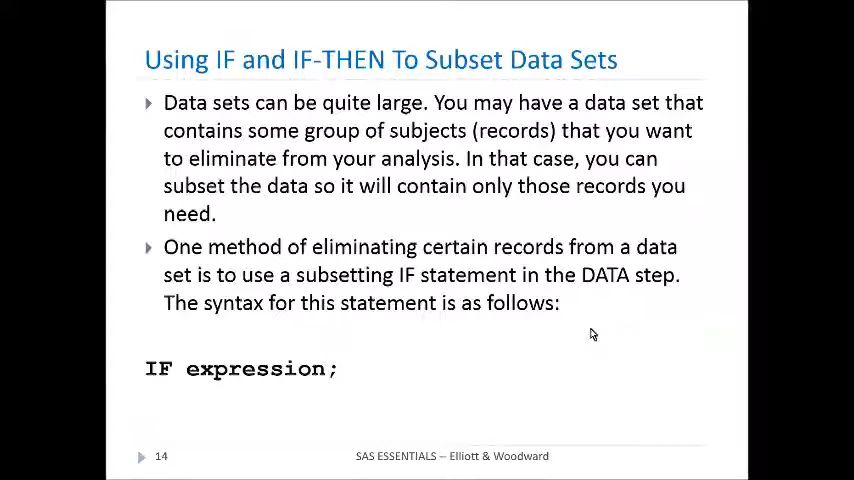 Using IF and IF-THEN To Subset Data Sets
Data sets can be quite large. You may have a data set that
contains some group of subjects (records) that you want
to eliminate from your analysis. In that case, you can
subset the data so it will contain only those records you
need.
One method of eliminating certain records from a data
set is to use a subsetting IF statement in the DATA step.
The syntax for this statement is as follows:
IF expression;
14
SAS ESSENTIALS -- Elliott & Woodward